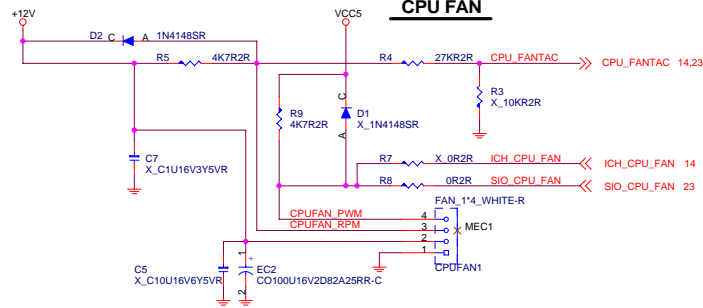 CPU FAN
+12V
VCC5
D2 C A 1N4148SR
R5 4K7R2R
R4 27KR2R CPU_FANTAC CPU_FANTAC 14,23
R3
X_10KR2R
R9
4K7R2R
C
D1
X_1N4148SR
A
C7
X_C1U16V3Y5VR
R7 X_0R2R ICH_CPU_FAN ICH_CPU_FAN 14
R8 0R2R SIO_CPU_FAN SIO_CPU_FAN 23
FAN_1*4_WHITE-R
CPUFAN_PWM 4
CPUFAN_RPM 3
MEC1
2
1
CPUFAN1
C5
X_C10U16V6Y5VR
1
+
EC2
CO100U16V2D82A25RR-C
2